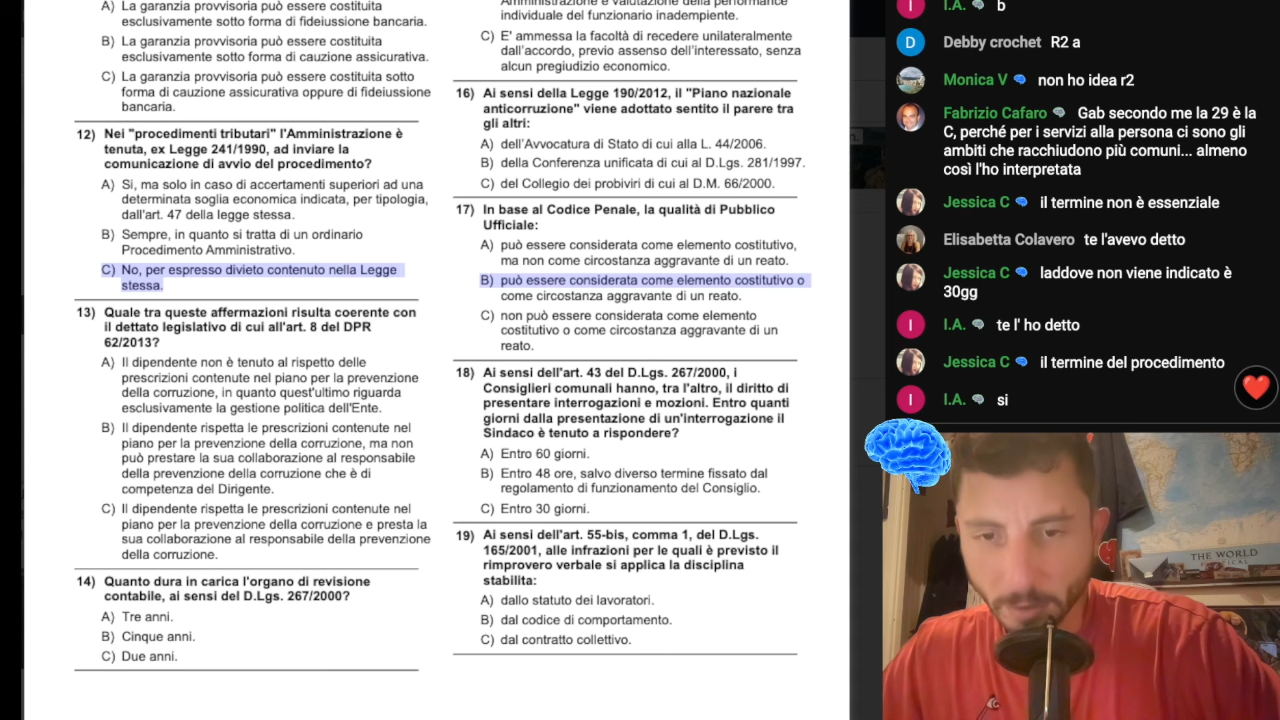 A) La garanzia provvisoria può essere costituita
esclusivamente sotto forma di fideiussione bancaria.
B) La garanzia provvisoria può essere costituita
esclusivamente sotto forma di cauzione assicurativa.
C) La garanzia provvisoria può essere costituita sotto
forma di cauzione assicurativa oppure di fideiussione
bancaria.
12) Nei "procedimenti tributari" l'Amministrazione è
tenuta, ex Legge 241/1990, ad inviare la
comunicazione di avvio del procedimento?
A) Si, ma solo in caso di accertamenti superiori ad una
determinata soglia economica indicata, per tipologia,
dall'art. 47 della legge stessa.
B) Sempre, in quanto si tratta di un ordinario
Procedimento Amministrativo.
C) No, per espresso divieto contenuto nella Legge
stessa.
13) Quale tra queste affermazioni risulta coerente con
il dettato legislativo di cui all'art. 8 del DPR
62/2013?
A) Il dipendente non è tenuto al rispetto delle
prescrizioni contenute nel piano per la prevenzione
della corruzione, in quanto quest'ultimo riguarda
esclusivamente la gestione politica dell'Ente.
B) Il dipendente rispetta le prescrizioni contenute nel
piano per la prevenzione della corruzione, ma non
può prestare la sua collaborazione al responsabile
della prevenzione della corruzione che è di
competenza del Dirigente.
C) Il dipendente rispetta le prescrizioni contenute nel
piano per la prevenzione della corruzione e presta la
sua collaborazione al responsabile della prevenzione
della corruzione.
14) Quanto dura in carica l'organo di revisione
contabile, ai sensi del D.Lgs. 267/2000?
A) Tre anni.
B) Cinque anni.
C) Due anni.
Amministrazione e valutazione della performance
individuale del funzionario inadempiente.
C) E' ammessa la facoltà di recedere unilateralmente
dall'accordo, previo assenso dell'interessato, senza
alcun pregiudizio economico.
16) Ai sensi della Legge 190/2012, il "Piano nazionale
anticorruzione" viene adottato sentito il parere tra
gli altri:
A) dell'Avvocatura di Stato di cui alla L. 44/2006.
B) della Conferenza unificata di cui al D.Lgs. 281/1997.
C) del Collegio dei probiviri di cui al D.M. 66/2000.
17) In base al Codice Penale, la qualità di Pubblico
Ufficiale:
A) può essere considerata come elemento costitutivo,
ma non come circostanza aggravante di un reato.
B) può essere considerata come elemento costitutivo o
come circostanza aggravante di un reato.
C) non può essere considerata come elemento
costitutivo o come circostanza aggravante di un
reato.
18) Ai sensi dell'art. 43 del D.Lgs. 267/2000, i
Consiglieri comunali hanno, tra l'altro, il diritto di
presentare interrogazioni e mozioni. Entro quanti
giorni dalla presentazione di un'interrogazione il
Sindaco è tenuto a rispondere?
A) Entro 60 giorni.
B) Entro 48 ore, salvo diverso termine fissato dal
regolamento di funzionamento del Consiglio.
C) Entro 30 giorni.
19) Ai sensi dell'art. 55-bis, comma 1, del D.Lgs.
165/2001, alle infrazioni per le quali è previsto il
rimprovero verbale si applica la disciplina
stabilita:
A) dallo statuto dei lavoratori.
B) dal codice di comportamento.
C) dal contratto collettivo.
I I.A. b
D Debby crochet R2 a
Monica V non ho idea r2
Fabrizio Cafaro Gab secondo me la 29 è la
C, perché per i servizi alla persona ci sono gli
ambiti che racchiudono più comuni... almeno
così l'ho interpretata
Jessica C il termine non è essenziale
Elisabetta Colavero te l'avevo detto
Jessica C laddove non viene indicato è
30gg
I I.A. te l' ho detto
Jessica C il termine del procedimento
I I.A. si
THE WORLD